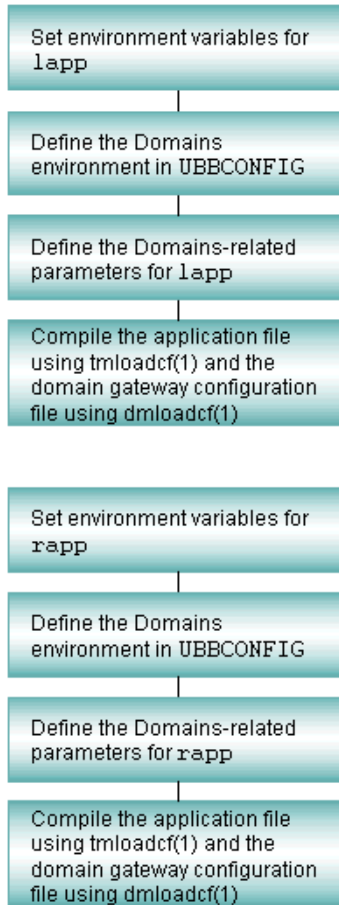 Set environment variables for
lapp
Define the Domains
environment in UBBCONFIG
Define the Domains-related
parameters for lapp
Compile the application file
using tmloadcf(1) and the
domain gateway configuration
file using dmloadcf(1)
Set environment variables for
rapp
Define the Domains
environment in UBBCONFIG
Define the Domains-related
parameters for rapp
Compile the application file
using tmloadcf(1) and the
domain gateway configuration
file using dmloadcf(1)